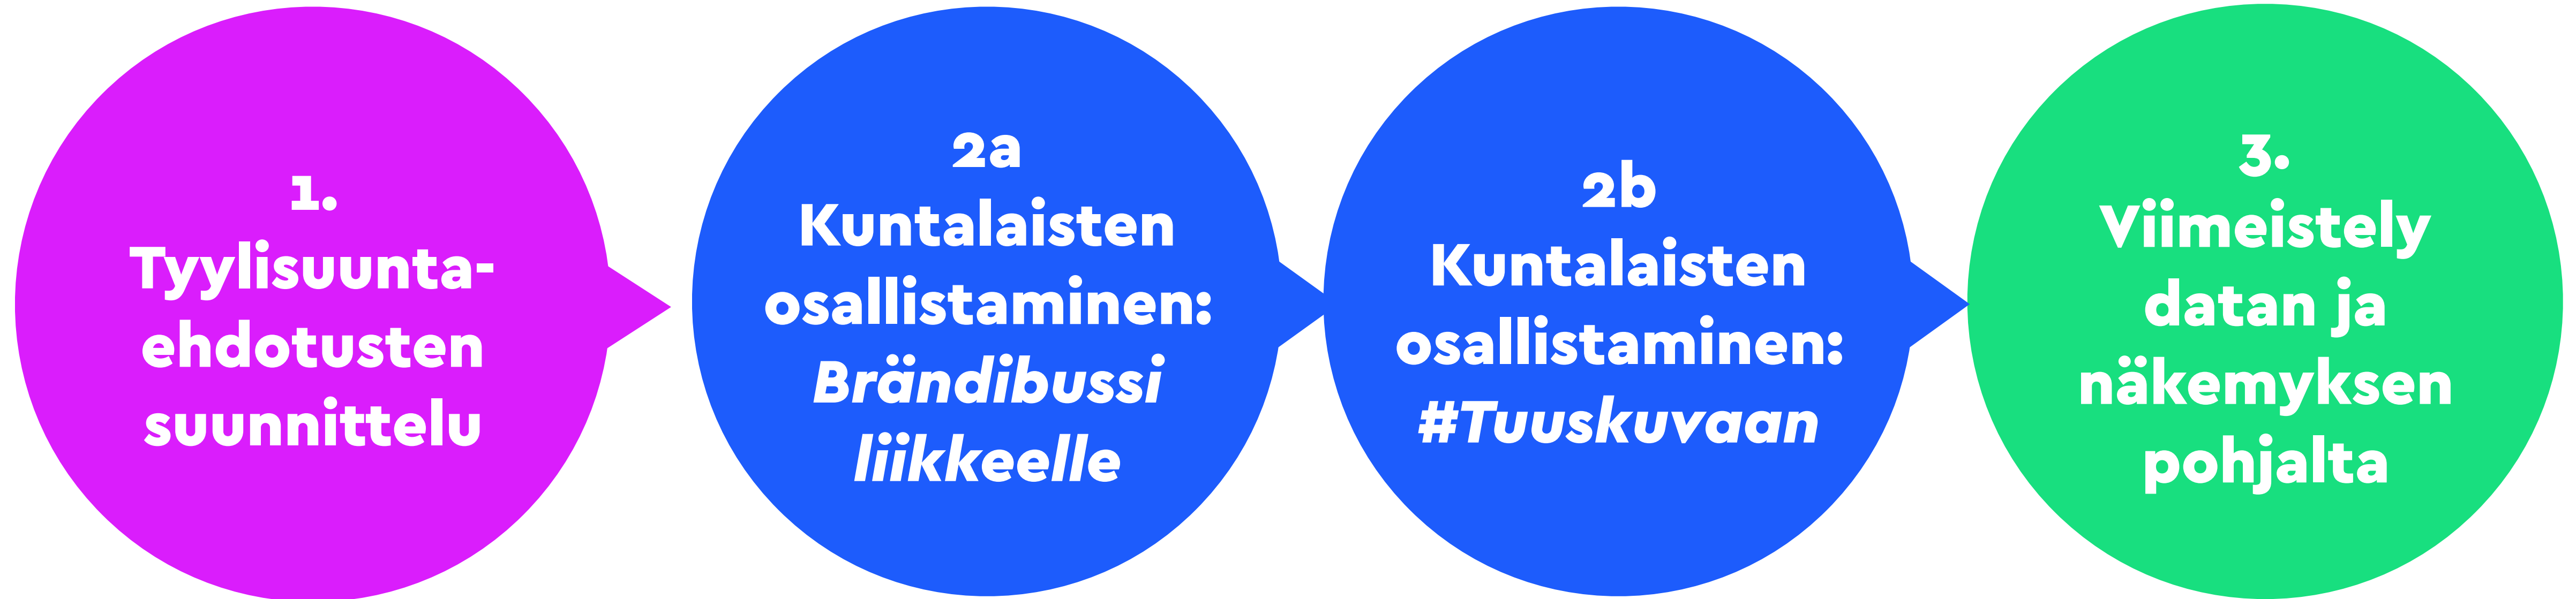 1.
Tyylisuunta-
ehdotusten
suunnittelu
2a
Kuntalaisten
osallistaminen:
Brändibussi
liikkeelle
2b
Kuntalaisten
osallistaminen:
#Tuuskuvaan
3.
Viimeistely
datan ja
näkemyksen
pohjalta